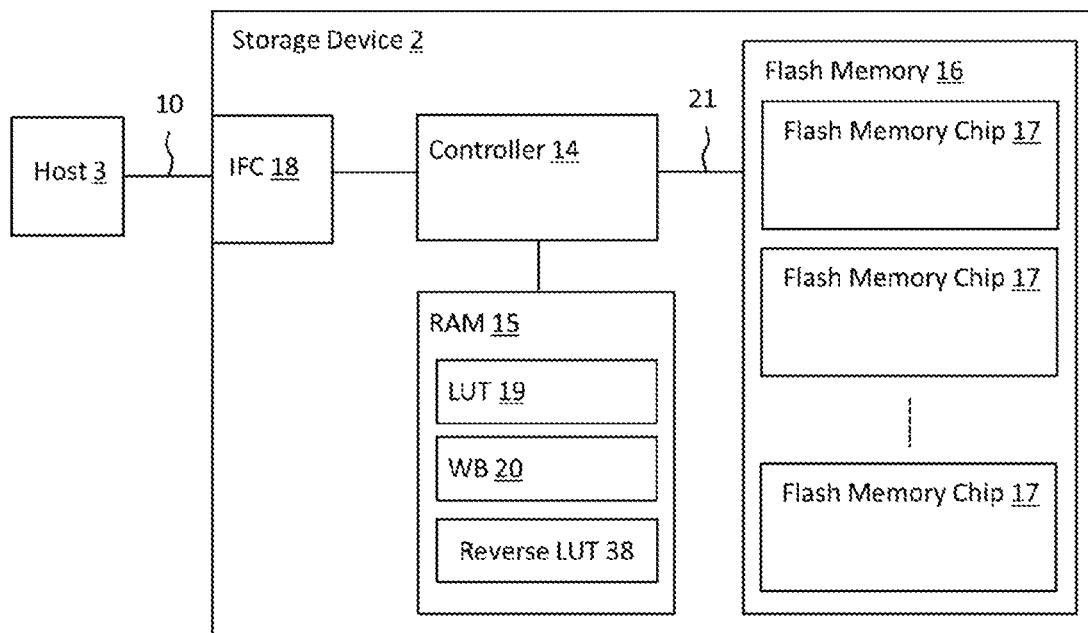 Storage Device 2
Flash Memory 16
Flash Memory Chip 17
10
21
Host 3
IFC 18
Controller 14
Flash Memory Chip 17
RAM 15
LUT 19
WB 20
Flash Memory Chip 17
Reverse LUT 38